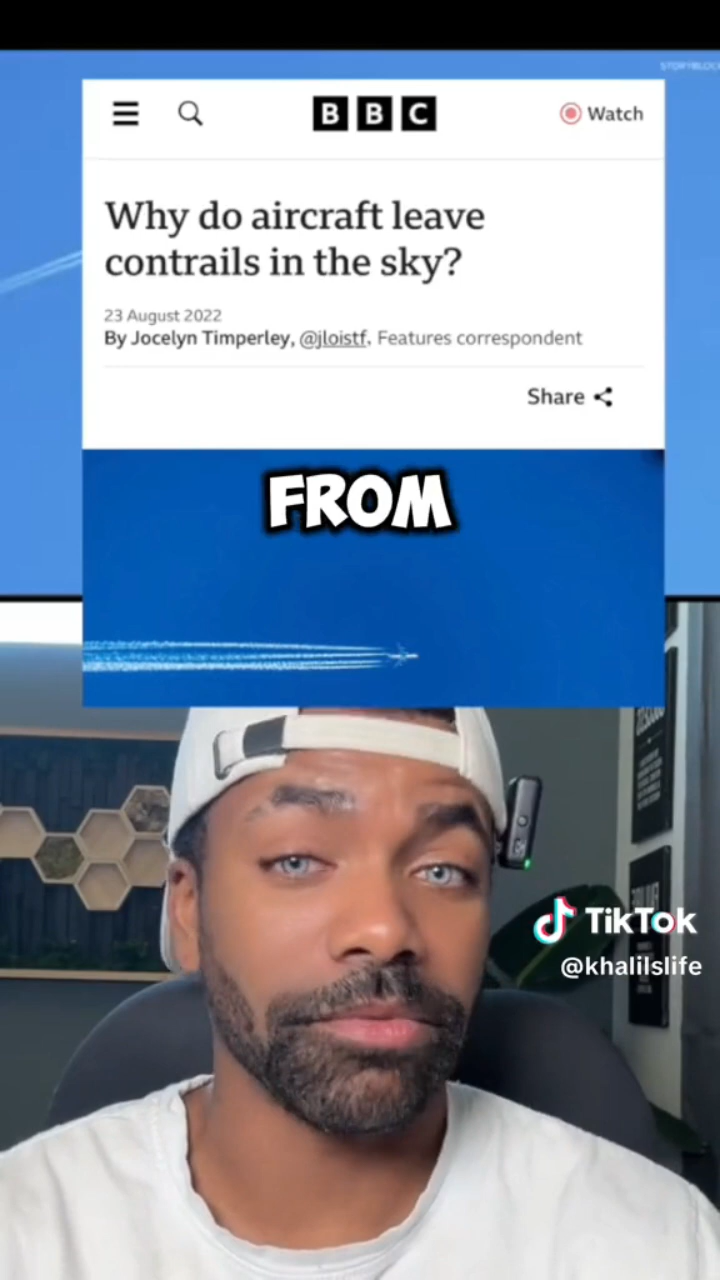 BBC
Watch
Why do aircraft leave
contrails in the sky?
23 August 2022
By Jocelyn Timperley, @jloistf. Features correspondent
Share
FROM
TikTok
@khalilslife